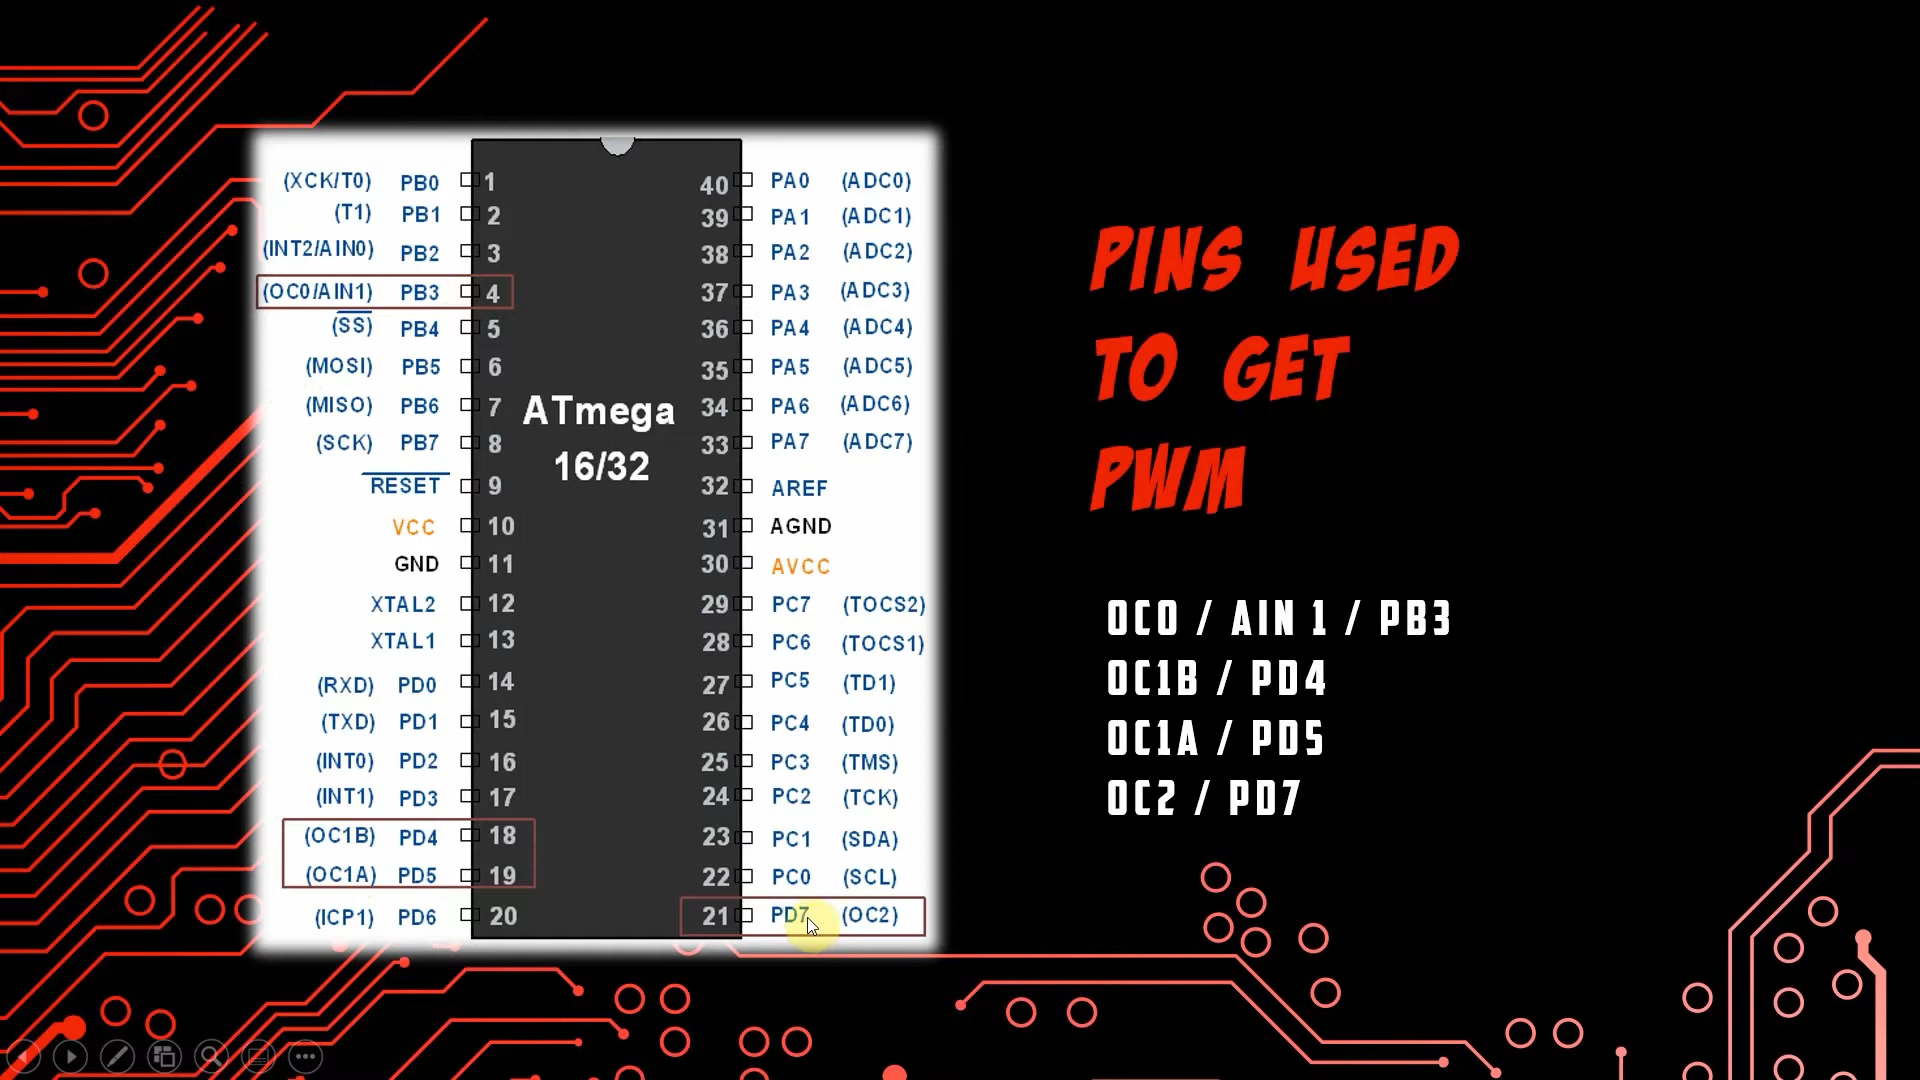 (XCK/T0) PB0 1 40 PA0 (ADC0)
(T1) PB1 2 39 PA1 (ADC1)
(INT2/AIN0) PB2 3 38 PA2 (ADC2)
(OC0/AIN1) PB3 4 37 PA3 (ADC3)
(SS) PB4 5 36 PA4 (ADC4)
(MOSI) PB5 6 35 PA5 (ADC5)
(MISO) PB6 7 34 PA6 (ADC6)
(SCK) PB7 8 33 PA7 (ADC7)
RESET 9 32 AREF
VCC 10 31 AGND
GND 11 30 AVCC
XTAL2 12 29 PC7 (TOCS2)
XTAL1 13 28 PC6 (TOCS1)
(RXD) PD0 14 27 PC5 (TD1)
(TXD) PD1 15 26 PC4 (TD0)
(INT0) PD2 16 25 PC3 (TMS)
(INT1) PD3 17 24 PC2 (TCK)
(OC1B) PD4 18 23 PC1 (SDA)
(OC1A) PD5 19 22 PC0 (SCL)
(ICP1) PD6 20 21 PD7 (OC2)
ATmega
16/32
PINS USED
TO GET
PWM
OC0 / AIN 1 / PB3
OC1B / PD4
OC1A / PD5
OC2 / PD7